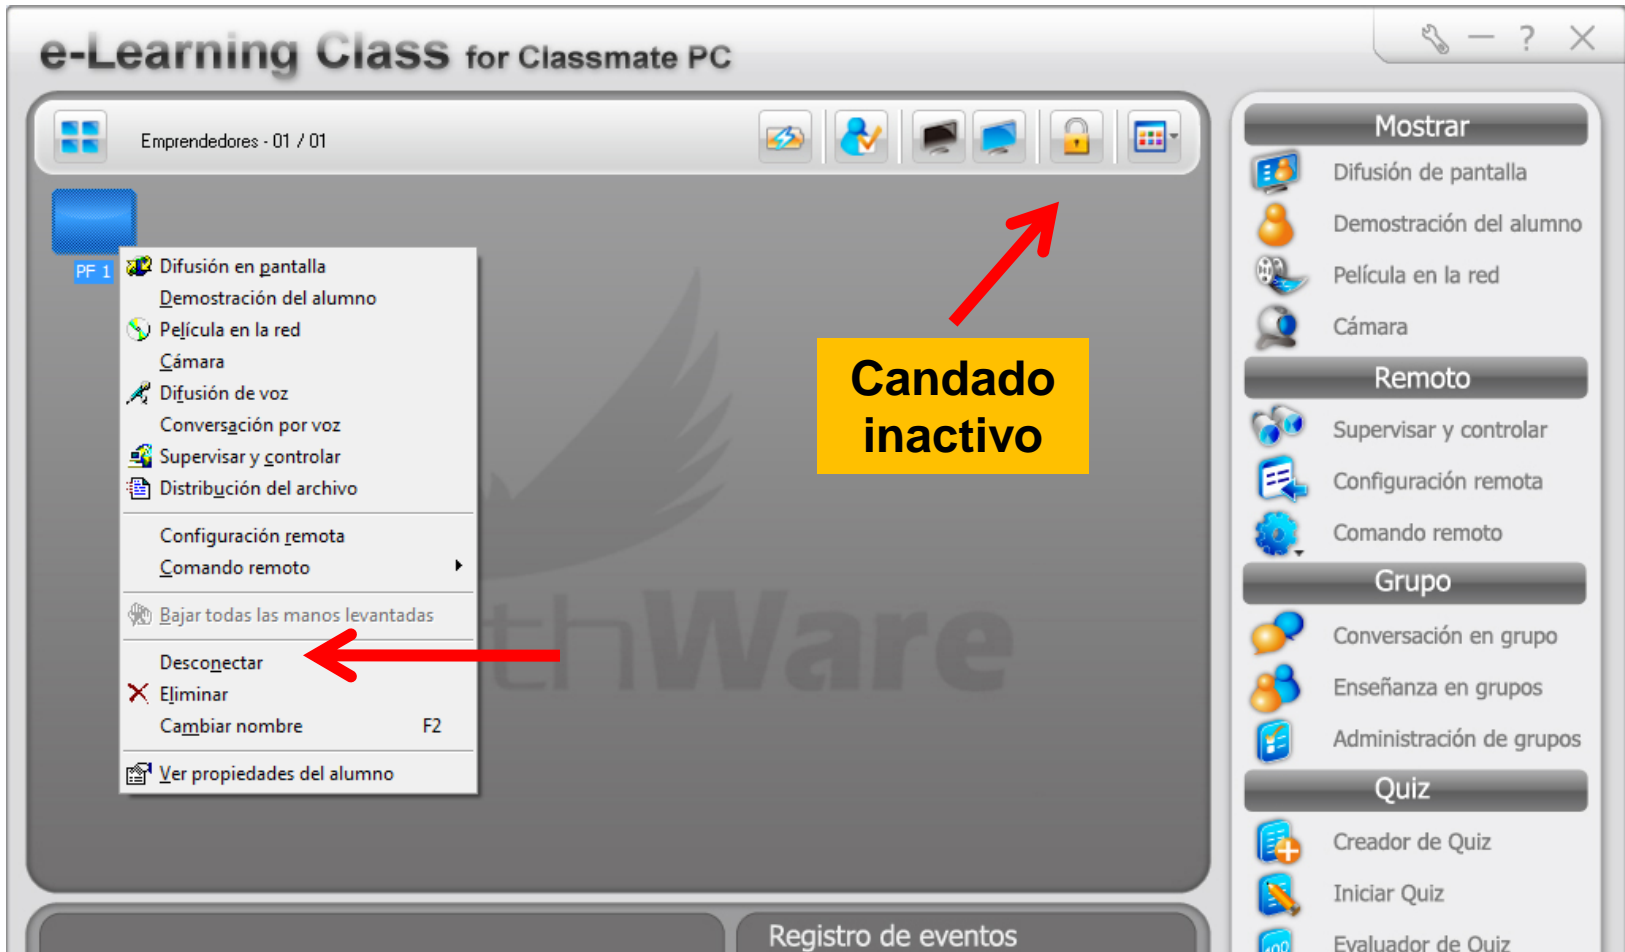 e-Learning Class for Classmate PC
Emprendedores - 01 / 01
PF 1
Difusión en pantalla
Demostración del alumno
Película en la red
Cámara
Difusión de voz
Conversación por voz
Supervisar y controlar
Distribución del archivo
Configuración remota
Comando remoto
Bajar todas las manos levantadas
Desconectar
Eliminar
Cambiar nombre F2
Ver propiedades del alumno
Candado
inactivo
thWare
Registro de eventos
Mostrar
Difusión de pantalla
Demostración del alumno
Película en la red
Cámara
Remoto
Supervisar y controlar
Configuración remota
Comando remoto
Grupo
Conversación en grupo
Enseñanza en grupos
Administración de grupos
Quiz
Creador de Quiz
Iniciar Quiz
Evaluador de Quiz